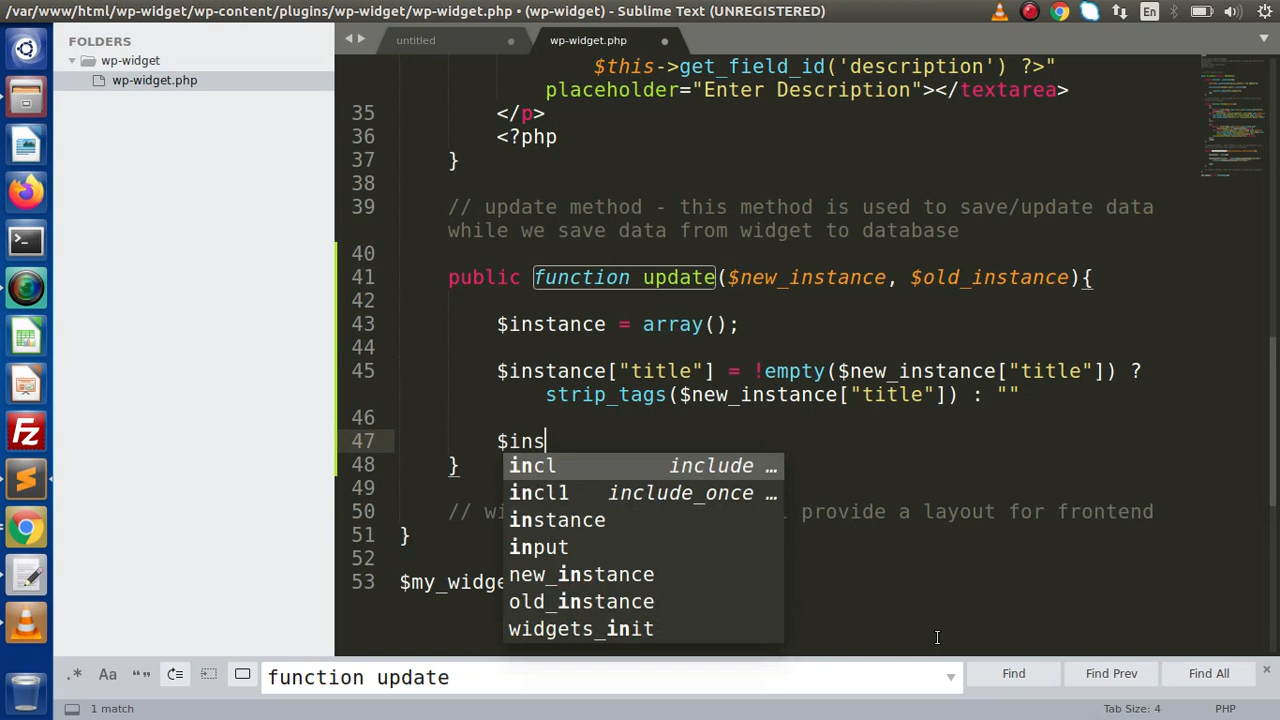 /var/www/html/wp-widget/wp-content/plugins/wp-widget/wp-widget.php • (wp-widget) - Sublime Text (UNREGISTERED)
En
FOLDERS
wp-widget
wp-widget.php
untitled
wp-widget.php
$this->get_field_id('description') ?>"
placeholder="Enter Description"></textarea>
35 </p>
36 <?php
37 }
38
39 // update method - this method is used to save/update data
while we save data from widget to database
40
41 public function update($new_instance, $old_instance){
42
43 $instance = array();
44
45 $instance["title"] = !empty($new_instance["title"]) ?
strip_tags($new_instance["title"]) : ""
46
47 $ins
48 }
49
50 // wi provide a layout for frontend
51 }
52
53 $my_widge
incl include …
incl1 include_once …
instance
input
new_instance
old_instance
widgets_init
.* Aa “” function update Find Find Prev Find All
1 match Tab Size: 4 PHP